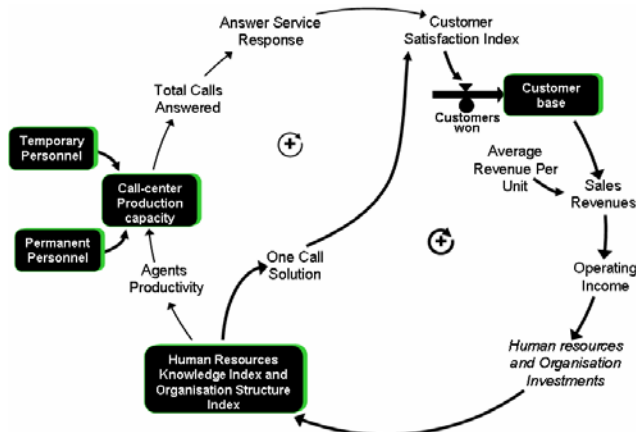 Answer Service
Response
Customer
Satisfaction Index
Total Calls
Answered
Customers
won
Customer
base
Temporary
Personnel
Average
Revenue Per
Unit
Call-center
Production
capacity
Sales
Revenues
Permanent
Personnel
Agents
Productivity
One Call
Solution
Operating
Income
Human Resources
Knowledge Index and
Organisation Structure
Index
Human resources
and Organisation
Investments